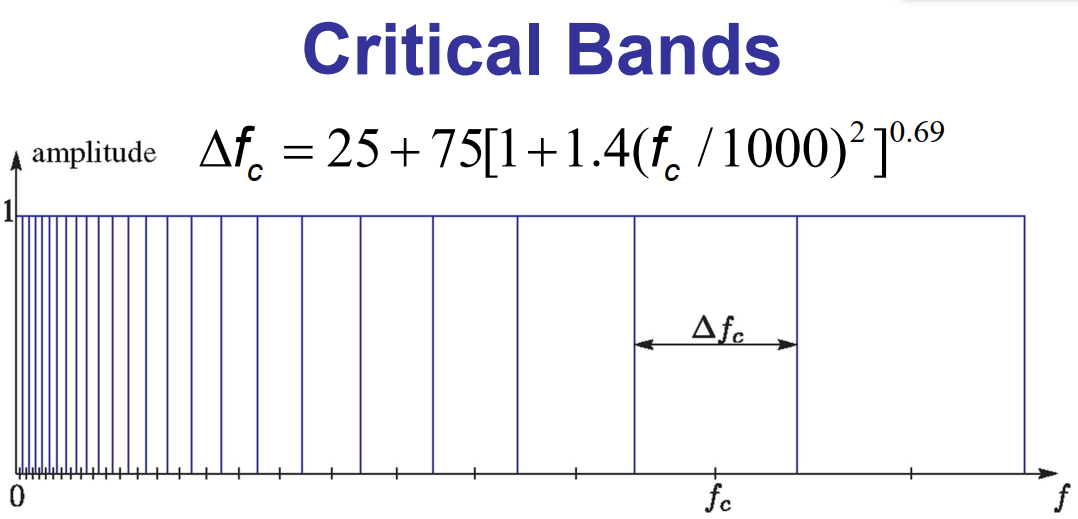 Critical Bands
amplitude
Δf_c = 25 + 75[1 + 1.4(f_c / 1000)² ]^0.69
1
Δf_c
0
f_c
f